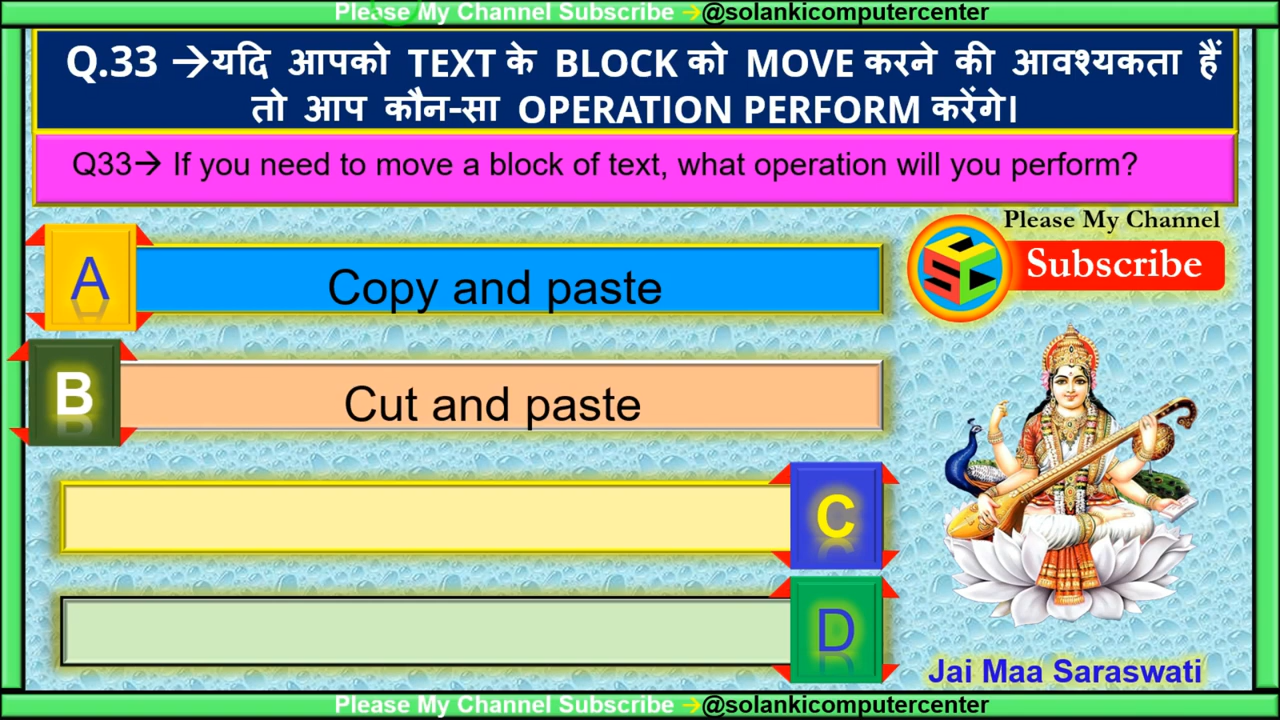 Please My Channel Subscribe →@solankicomputercenter
Q.33 →यदि आपको TEXT के BLOCK को MOVE करने की आवश्यकता हैं
तो आप कौन-सा OPERATION PERFORM करेंगे।
Q33→ If you need to move a block of text, what operation will you perform?
Please My Channel
Subscribe
CSC
A Copy and paste
B Cut and paste
C
D
Jai Maa Saraswati
Please My Channel Subscribe →@solankicomputercenter